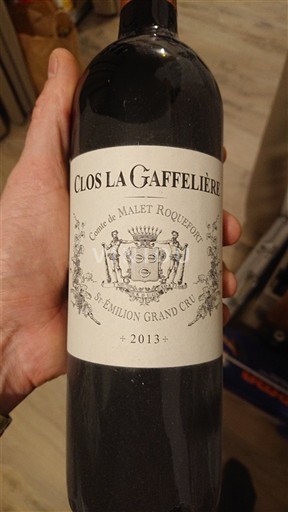 CLOS LA GAFFELIÈRE
Comte de MALET ROQUEFORT
ST-ÉMILION GRAND CRU
+ 2013 +